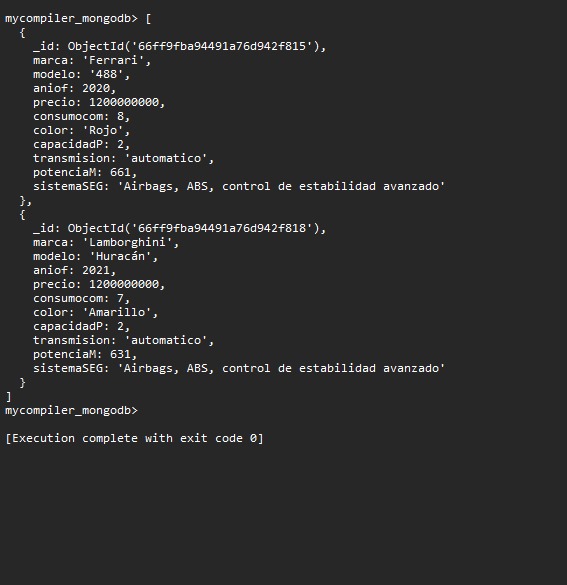 mycompiler_mongodb> [
  {
    _id: ObjectId('66ff9fba94491a76d942f815'),
    marca: 'Ferrari',
    modelo: '488',
    aniof: 2020,
    precio: 1200000000,
    consumocom: 8,
    color: 'Rojo',
    capacidadP: 2,
    transmision: 'automatico',
    potenciaM: 661,
    sistemaSEG: 'Airbags, ABS, control de estabilidad avanzado'
  },
  {
    _id: ObjectId('66ff9fba94491a76d942f818'),
    marca: 'Lamborghini',
    modelo: 'Huracán',
    aniof: 2021,
    precio: 1200000000,
    consumocom: 7,
    color: 'Amarillo',
    capacidadP: 2,
    transmision: 'automatico',
    potenciaM: 631,
    sistemaSEG: 'Airbags, ABS, control de estabilidad avanzado'
  }
]
mycompiler_mongodb>
[Execution complete with exit code 0]